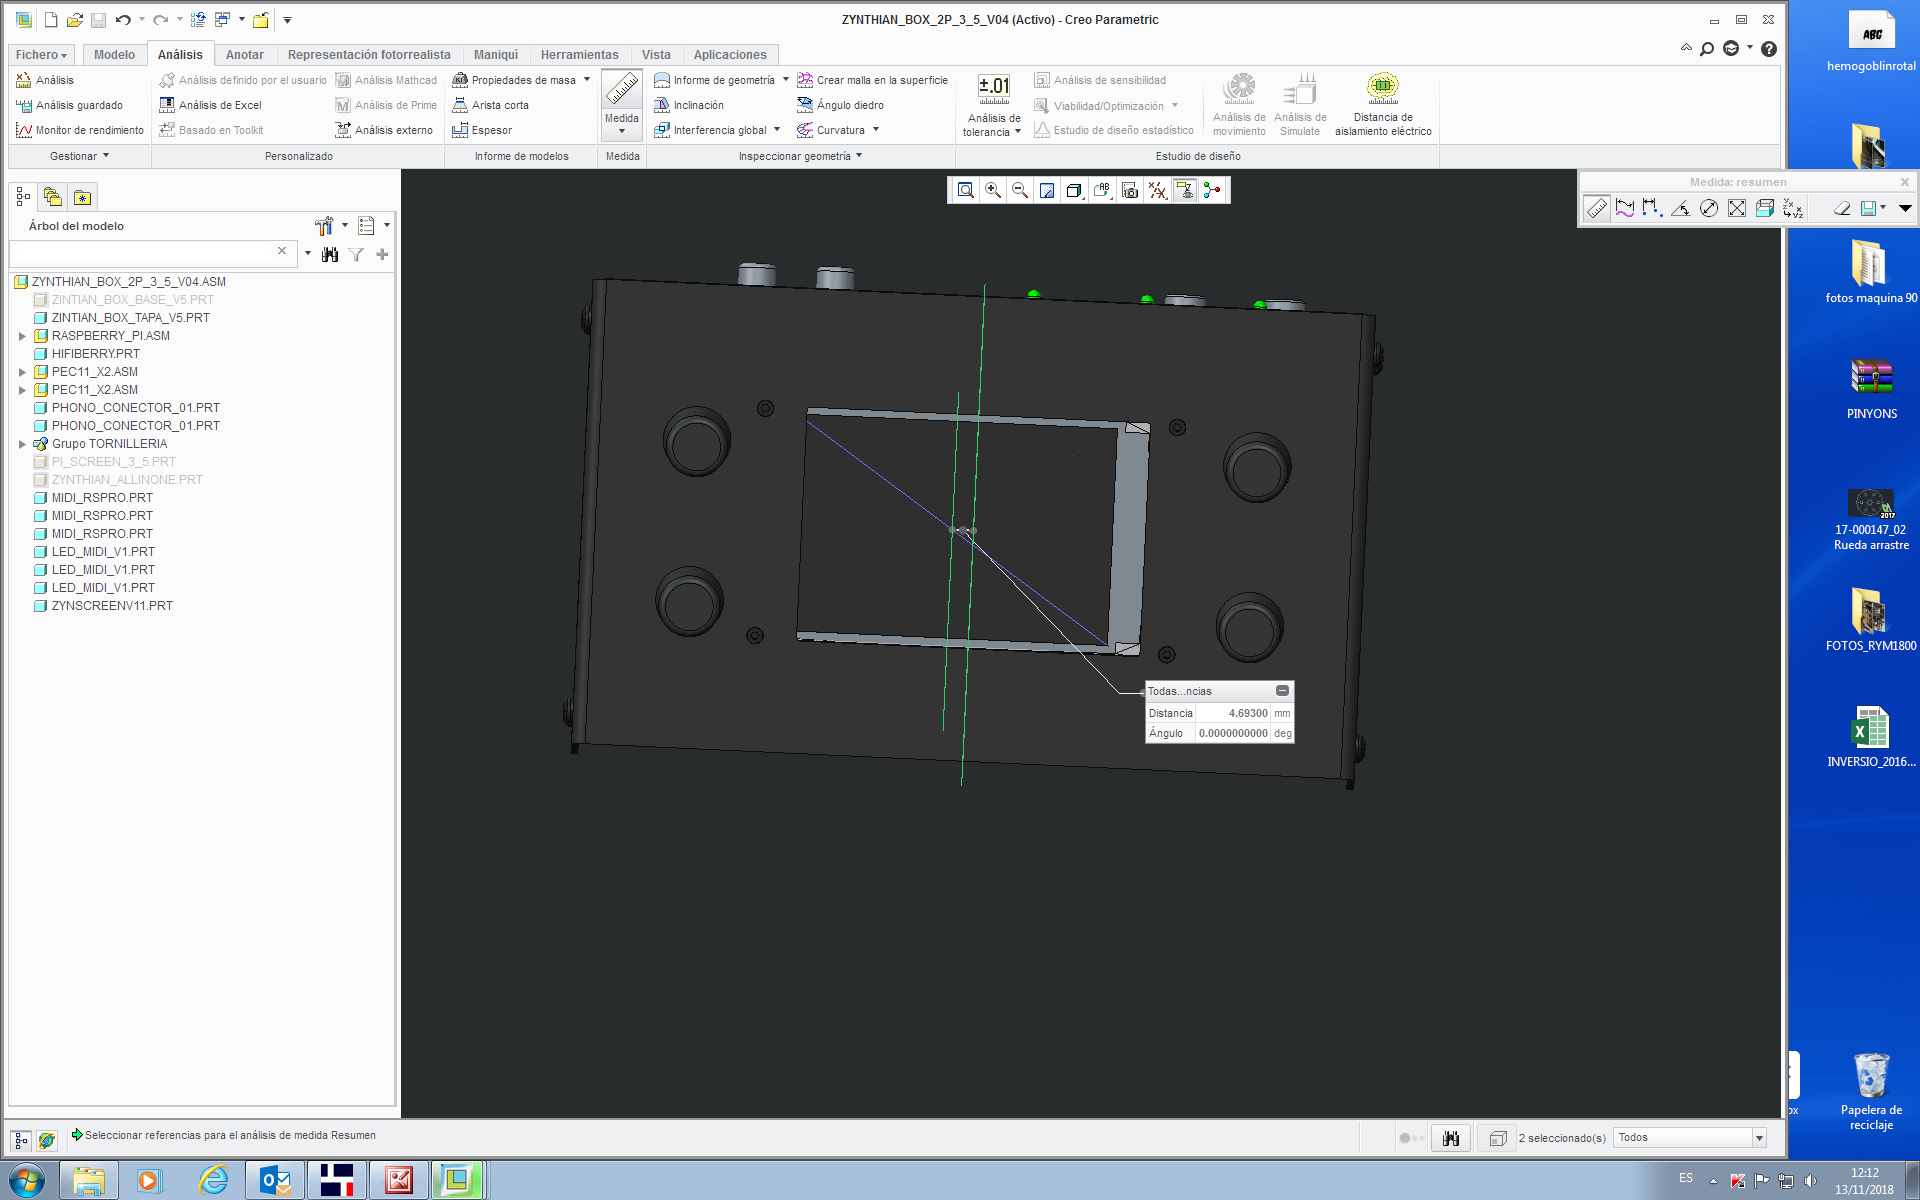 ZYNTHIAN_BOX_2P_3_5_V04 (Activo) - Creo Parametric
Fichero
Modelo
Análisis
Anotar
Representación fotorrealista
Maniquí
Herramientas
Vista
Aplicaciones
Análisis
Análisis guardado
Monitor de rendimiento
Gestionar
Análisis definido por el usuario
Análisis de Excel
Basado en Toolkit
Análisis Mathcad
Análisis de Prime
Análisis externo
Personalizado
Propiedades de masa
Arista corta
Espesor
Informe de modelos
Medida
Medida
Informe de geometría
Inclinación
Interferencia global
Crear malla en la superficie
Ángulo diedro
Curvatura
Inspeccionar geometría
±.01
Análisis de
tolerancia
Análisis de sensibilidad
Viabilidad/Optimización
Estudio de diseño estadístico
Análisis de
movimiento
Análisis de
Simulate
Distancia de
aislamiento eléctrico
Estudio de diseño
Árbol del modelo
ZYNTHIAN_BOX_2P_3_5_V04.ASM
ZINTIAN_BOX_BASE_V5.PRT
ZINTIAN_BOX_TAPA_V5.PRT
RASPBERRY_PI.ASM
HIFIBERRY.PRT
PEC11_X2.ASM
PEC11_X2.ASM
PHONO_CONECTOR_01.PRT
PHONO_CONECTOR_01.PRT
Grupo TORNILLERIA
PI_SCREEN_3_5.PRT
ZYNTHIAN_ALLINONE.PRT
MIDI_RSPRO.PRT
MIDI_RSPRO.PRT
MIDI_RSPRO.PRT
LED_MIDI_V1.PRT
LED_MIDI_V1.PRT
LED_MIDI_V1.PRT
ZYNSCREENV11.PRT
Medida: resumen
Todas...ncias
Distancia 4.69300 mm
Ángulo 0.0000000000 deg
Seleccionar referencias para el análisis de medida Resumen
2 seleccionado(s)
Todos
ABC
hemogoblinrotal
fotos maquina 90
PINYONS
2017
17-000147_02
Rueda arrastre
FOTOS_RYM1800
INVERSIO_2016...
Papelera de
reciclaje
ox
ES
12:12
13/11/2018